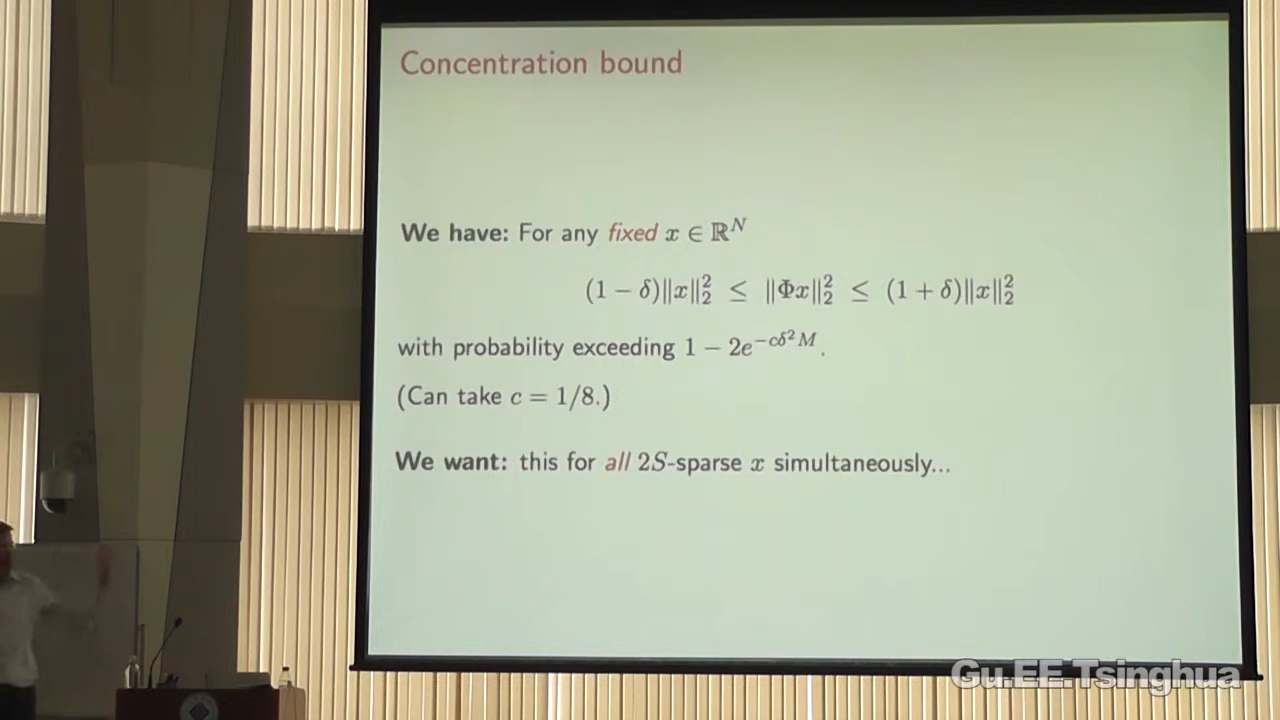 Concentration bound
We have: For any fixed x ∈ ℝ^N
(1 − δ)‖x‖₂² ≤ ‖Φx‖₂² ≤ (1 + δ)‖x‖₂²
with probability exceeding 1 − 2e^{−cδ²M}.
(Can take c = 1/8.)
We want: this for all 2S-sparse x simultaneously...
Gu.EE.Tsinghua